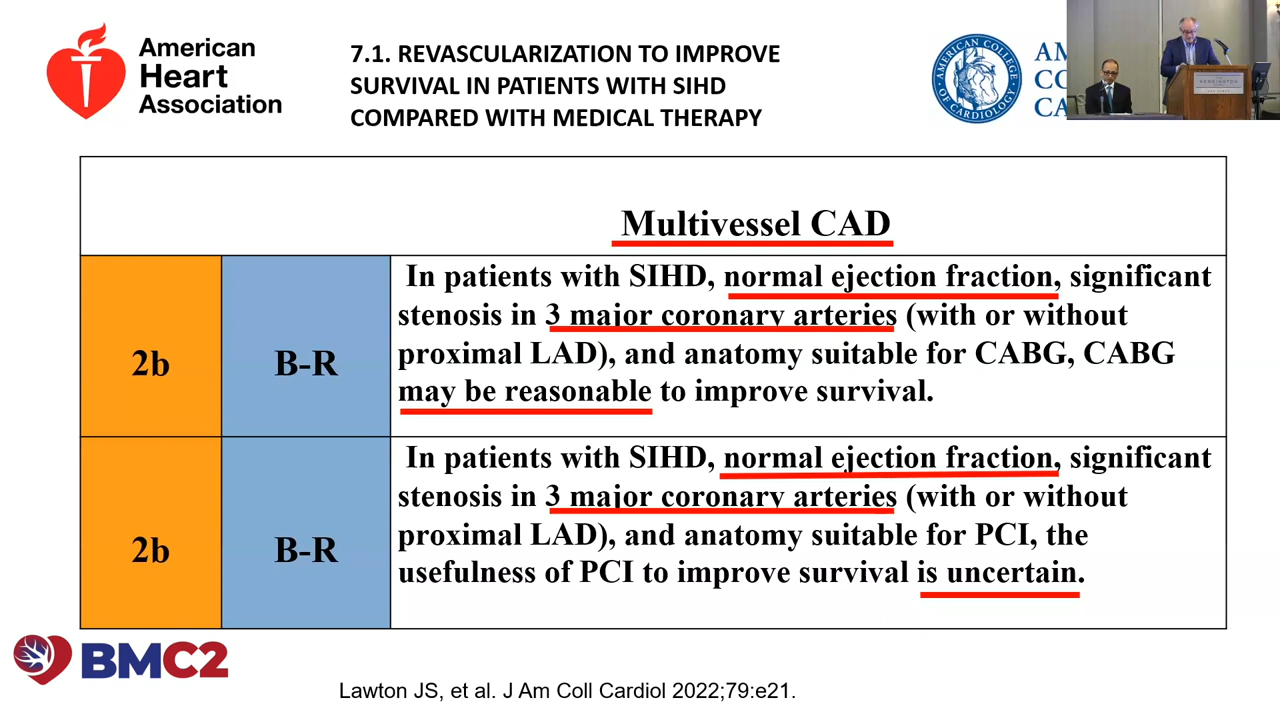 American
Heart
Association
7.1. REVASCULARIZATION TO IMPROVE
SURVIVAL IN PATIENTS WITH SIHD
COMPARED WITH MEDICAL THERAPY
AMERICAN COLLEGE OF CARDIOLOGY
AM
CO
CA
Multivessel CAD
2b
B-R
In patients with SIHD, normal ejection fraction, significant
stenosis in 3 major coronary arteries (with or without
proximal LAD), and anatomy suitable for CABG, CABG
may be reasonable to improve survival.
2b
B-R
In patients with SIHD, normal ejection fraction, significant
stenosis in 3 major coronary arteries (with or without
proximal LAD), and anatomy suitable for PCI, the
usefulness of PCI to improve survival is uncertain.
BMC2
Lawton JS, et al. J Am Coll Cardiol 2022;79:e21.